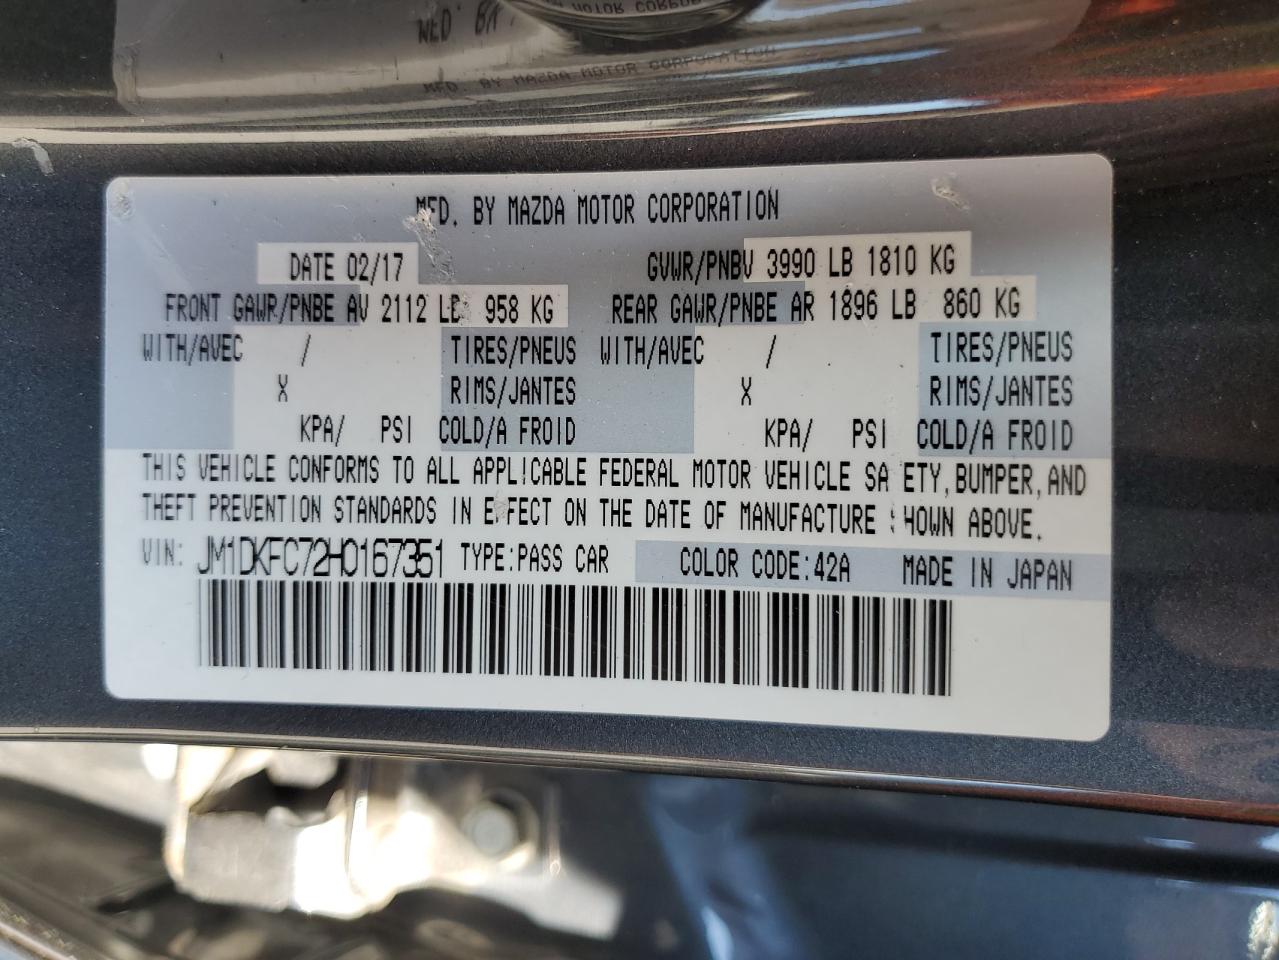 MFD. BY MAZDA MOTOR CORPORATION
DATE 02/17 GVWR/PNBV 3990 LB 1810 KG
FRONT GAWR/PNBE AV 2112 LB 958 KG REAR GAWR/PNBE AR 1896 LB 860 KG
WITH/AVEC / TIRES/PNEUS WITH/AVEC / TIRES/PNEUS
X RIMS/JANTES X RIMS/JANTES
KPA/ PSI COLD/A FROID KPA/ PSI COLD/A FROID
THIS VEHICLE CONFORMS TO ALL APPLICABLE FEDERAL MOTOR VEHICLE SA ETY, BUMPER, AND
THEFT PREVENTION STANDARDS IN EFFECT ON THE DATE OF MANUFACTURE SHOWN ABOVE.
VIN: JM1DKFC72H0167351 TYPE:PASS CAR COLOR CODE:42A MADE IN JAPAN